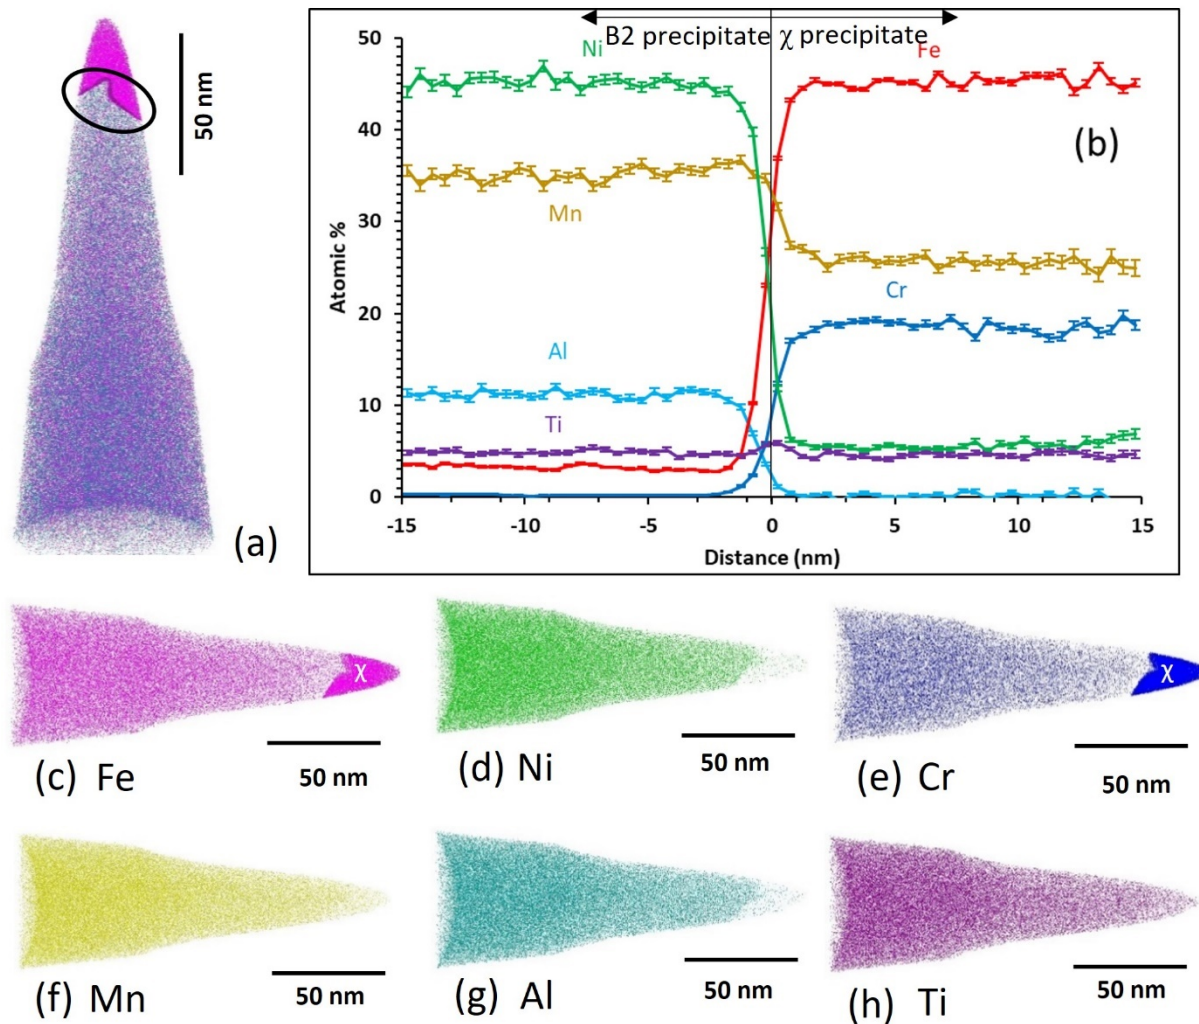 50 nm
(a)
B2 precipitate χ precipitate
Ni
Fe
(b)
Mn
Cr
Al
Ti
Atomic %
50
40
30
20
10
0
-15 -10 -5 0 5 10 15
Distance (nm)
χ
50 nm
(c) Fe
50 nm
(d) Ni
χ
50 nm
(e) Cr
50 nm
(f) Mn
50 nm
(g) Al
50 nm
(h) Ti